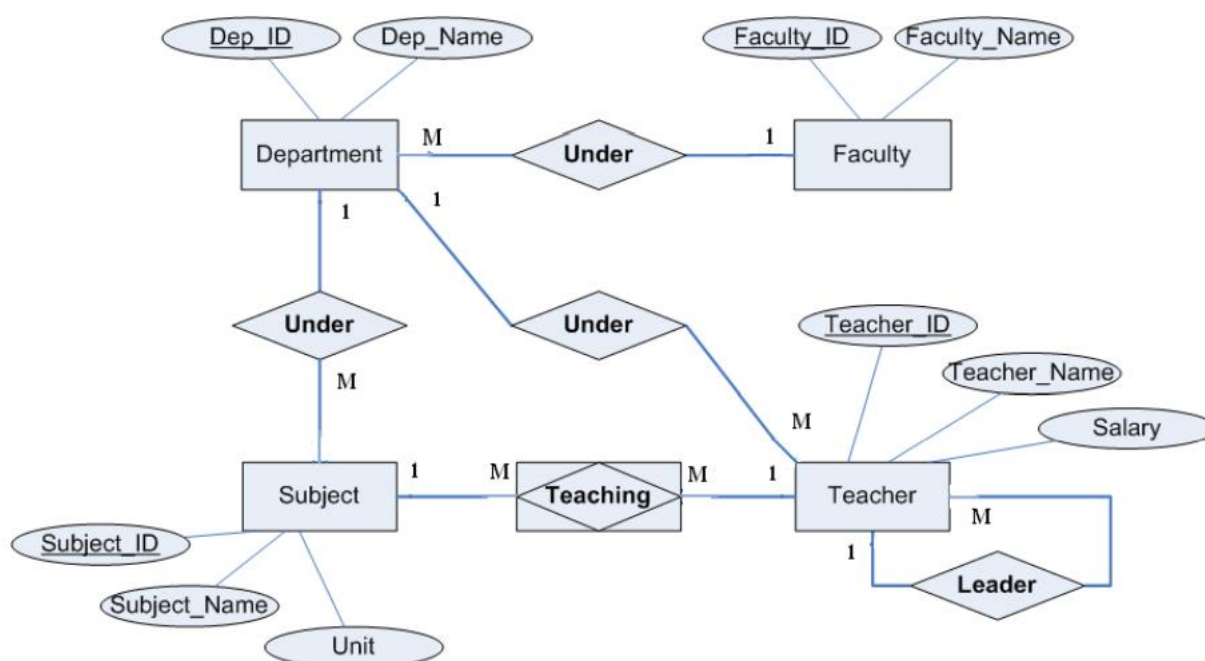 Dep_ID
Dep_Name
Faculty_ID
Faculty_Name
Department
M
Under
1
Faculty
1
1
Under
Under
M
M
Teacher_ID
Teacher_Name
Salary
Subject
1
M
Teaching
M
1
Teacher
M
1
Leader
Subject_ID
Subject_Name
Unit